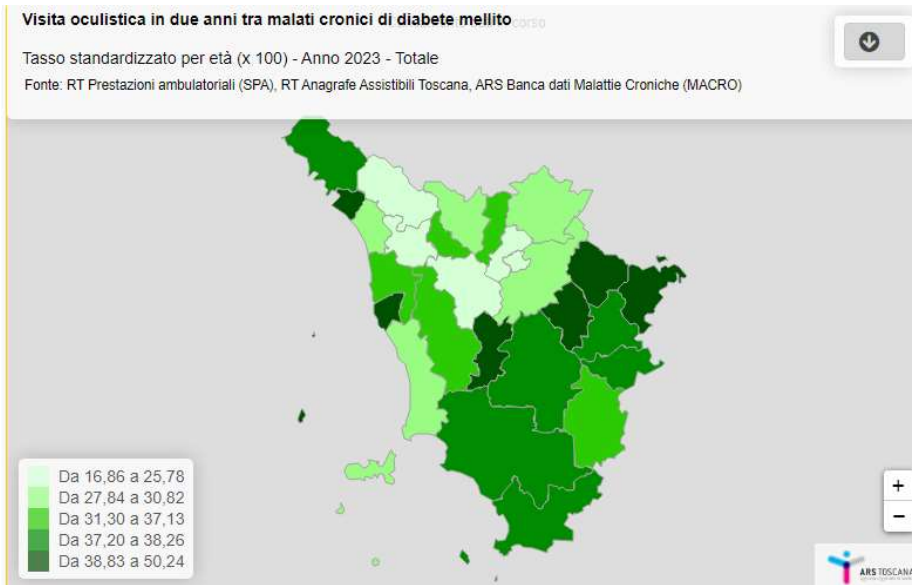 Visita oculistica in due anni tra malati cronici di diabete mellito corso
Tasso standardizzato per età (x 100) - Anno 2023 - Totale
Fonte: RT Prestazioni ambulatoriali (SPA), RT Anagrafe Assistibili Toscana, ARS Banca dati Malattie Croniche (MACRO)
Da 16,86 a 25,78
Da 27,84 a 30,82
Da 31,30 a 37,13
Da 37,20 a 38,26
Da 38,83 a 50,24
+
−
ARS TOSCANA